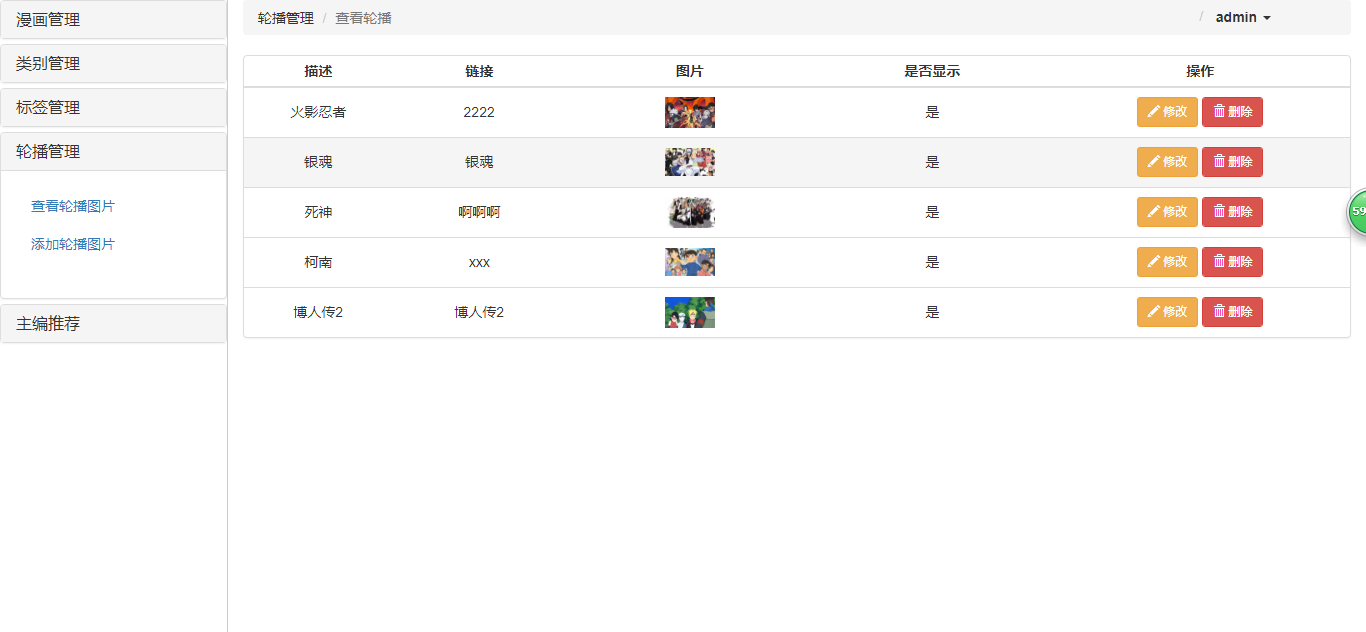 漫画管理
类别管理
标签管理
轮播管理
查看轮播图片
添加轮播图片
主编推荐
轮播管理 / 查看轮播 / admin
描述 链接 图片 是否显示 操作
火影忍者 2222 是 修改 删除
银魂 银魂 是 修改 删除
死神 啊啊啊 是 修改 删除
柯南 xxx 是 修改 删除
博人传2 博人传2 是 修改 删除
59